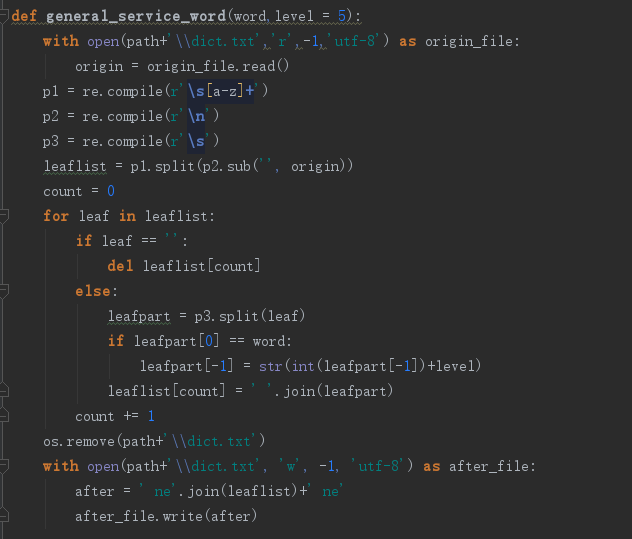 def general_service_word(word,level = 5):
    with open(path+'\\dict.txt','r',-1,'utf-8') as origin_file:
        origin = origin_file.read()
    p1 = re.compile(r'\s[a-z]+')
    p2 = re.compile(r'\n')
    p3 = re.compile(r'\s')
    leaflist = p1.split(p2.sub('', origin))
    count = 0
    for leaf in leaflist:
        if leaf == '':
            del leaflist[count]
        else:
            leafpart = p3.split(leaf)
            if leafpart[0] == word:
                leafpart[-1] = str(int(leafpart[-1])+level)
            leaflist[count] = ' '.join(leafpart)
        count += 1
    os.remove(path+'\\dict.txt')
    with open(path+'\\dict.txt', 'w', -1, 'utf-8') as after_file:
        after = ' ne'.join(leaflist)+' ne'
        after_file.write(after)